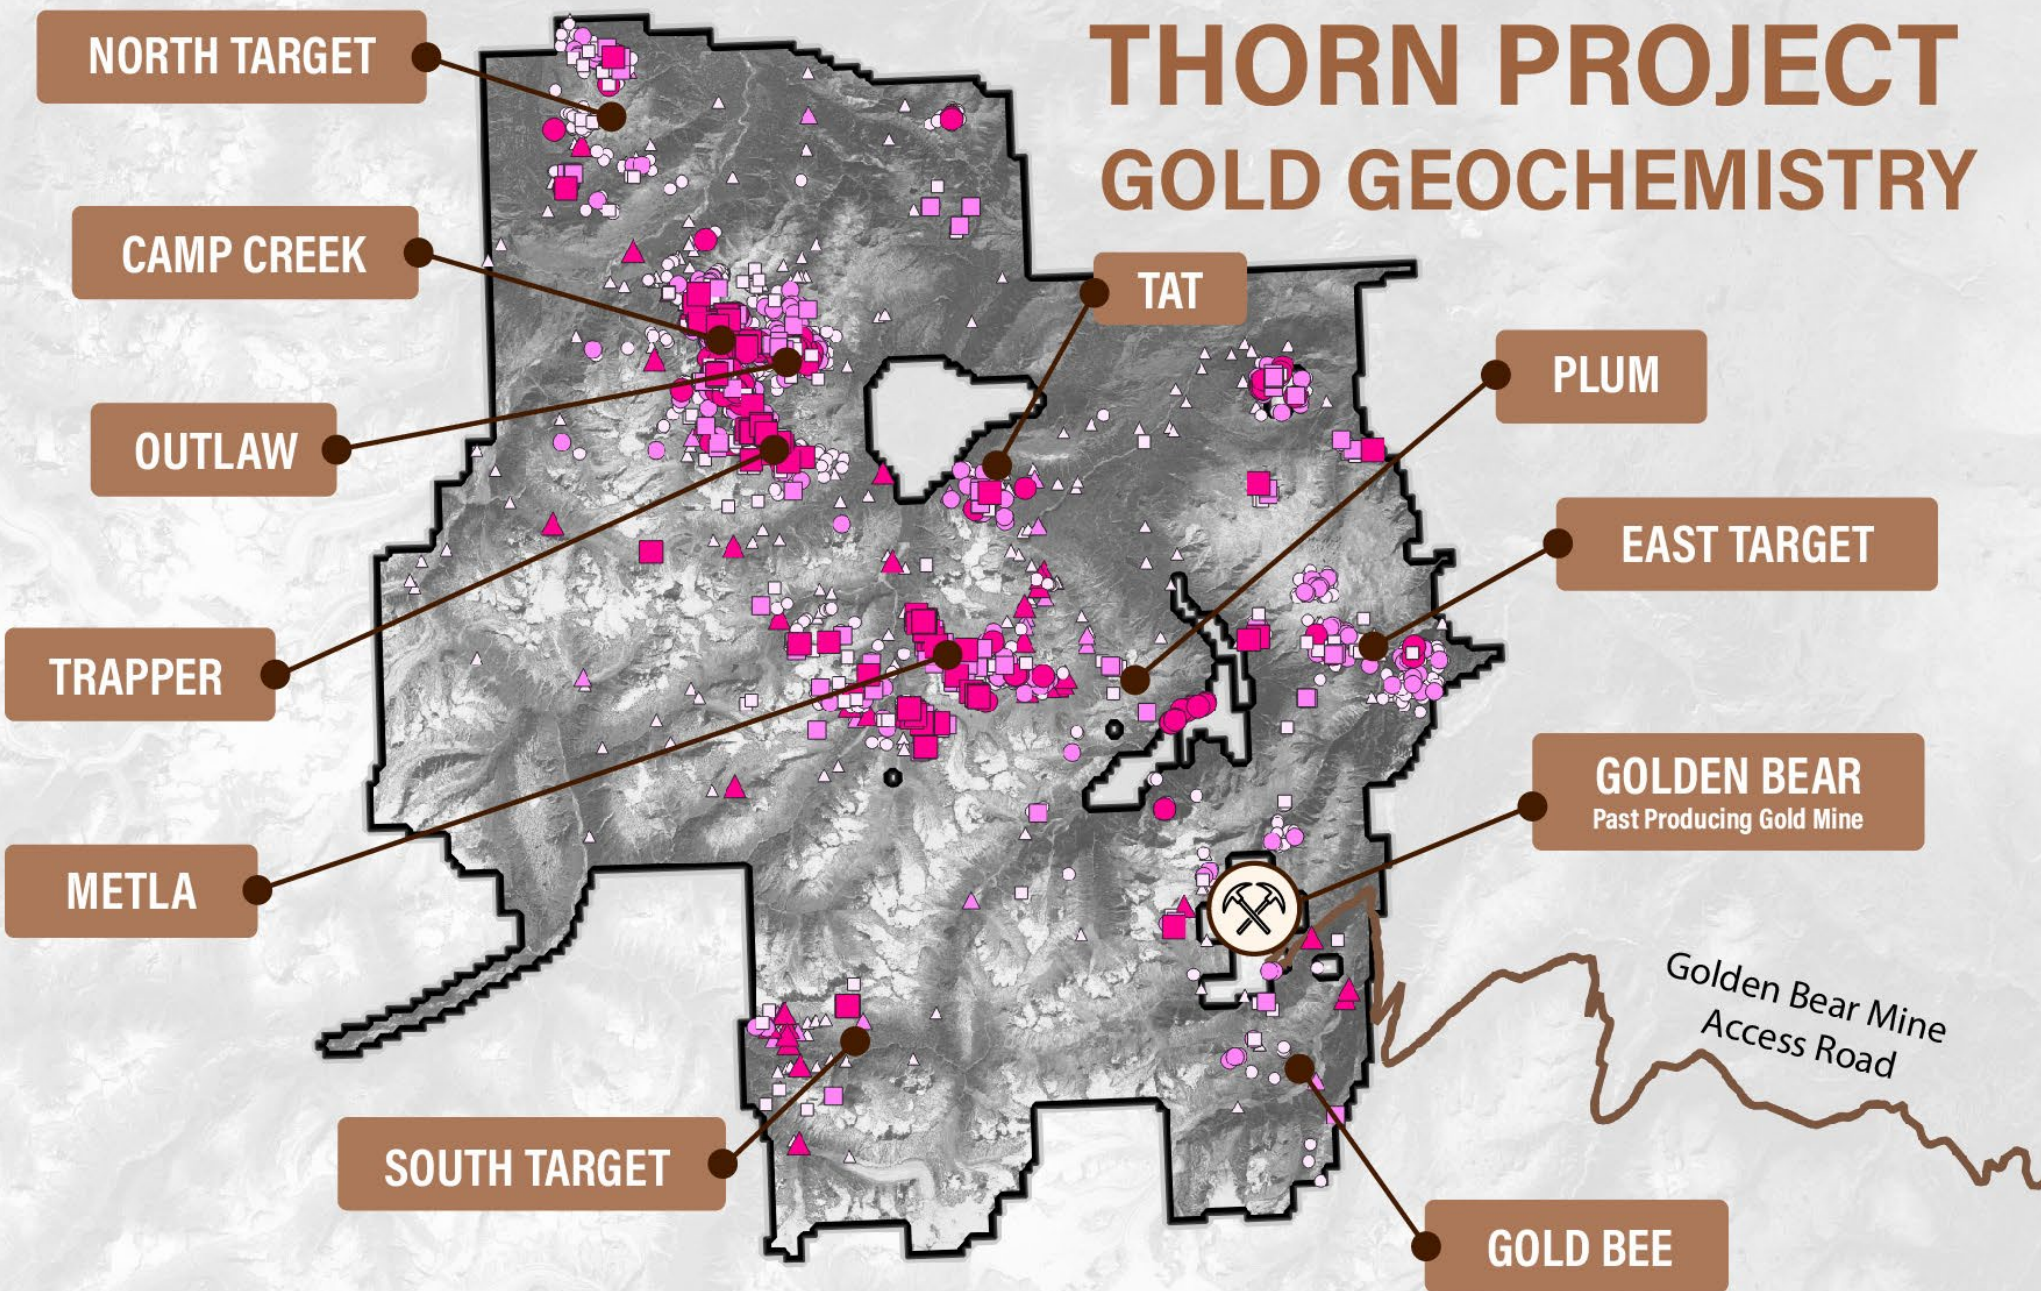 THORN PROJECT
GOLD GEOCHEMISTRY
NORTH TARGET
CAMP CREEK
TAT
PLUM
OUTLAW
EAST TARGET
TRAPPER
GOLDEN BEAR
Past Producing Gold Mine
METLA
Golden Bear Mine
Access Road
SOUTH TARGET
GOLD BEE